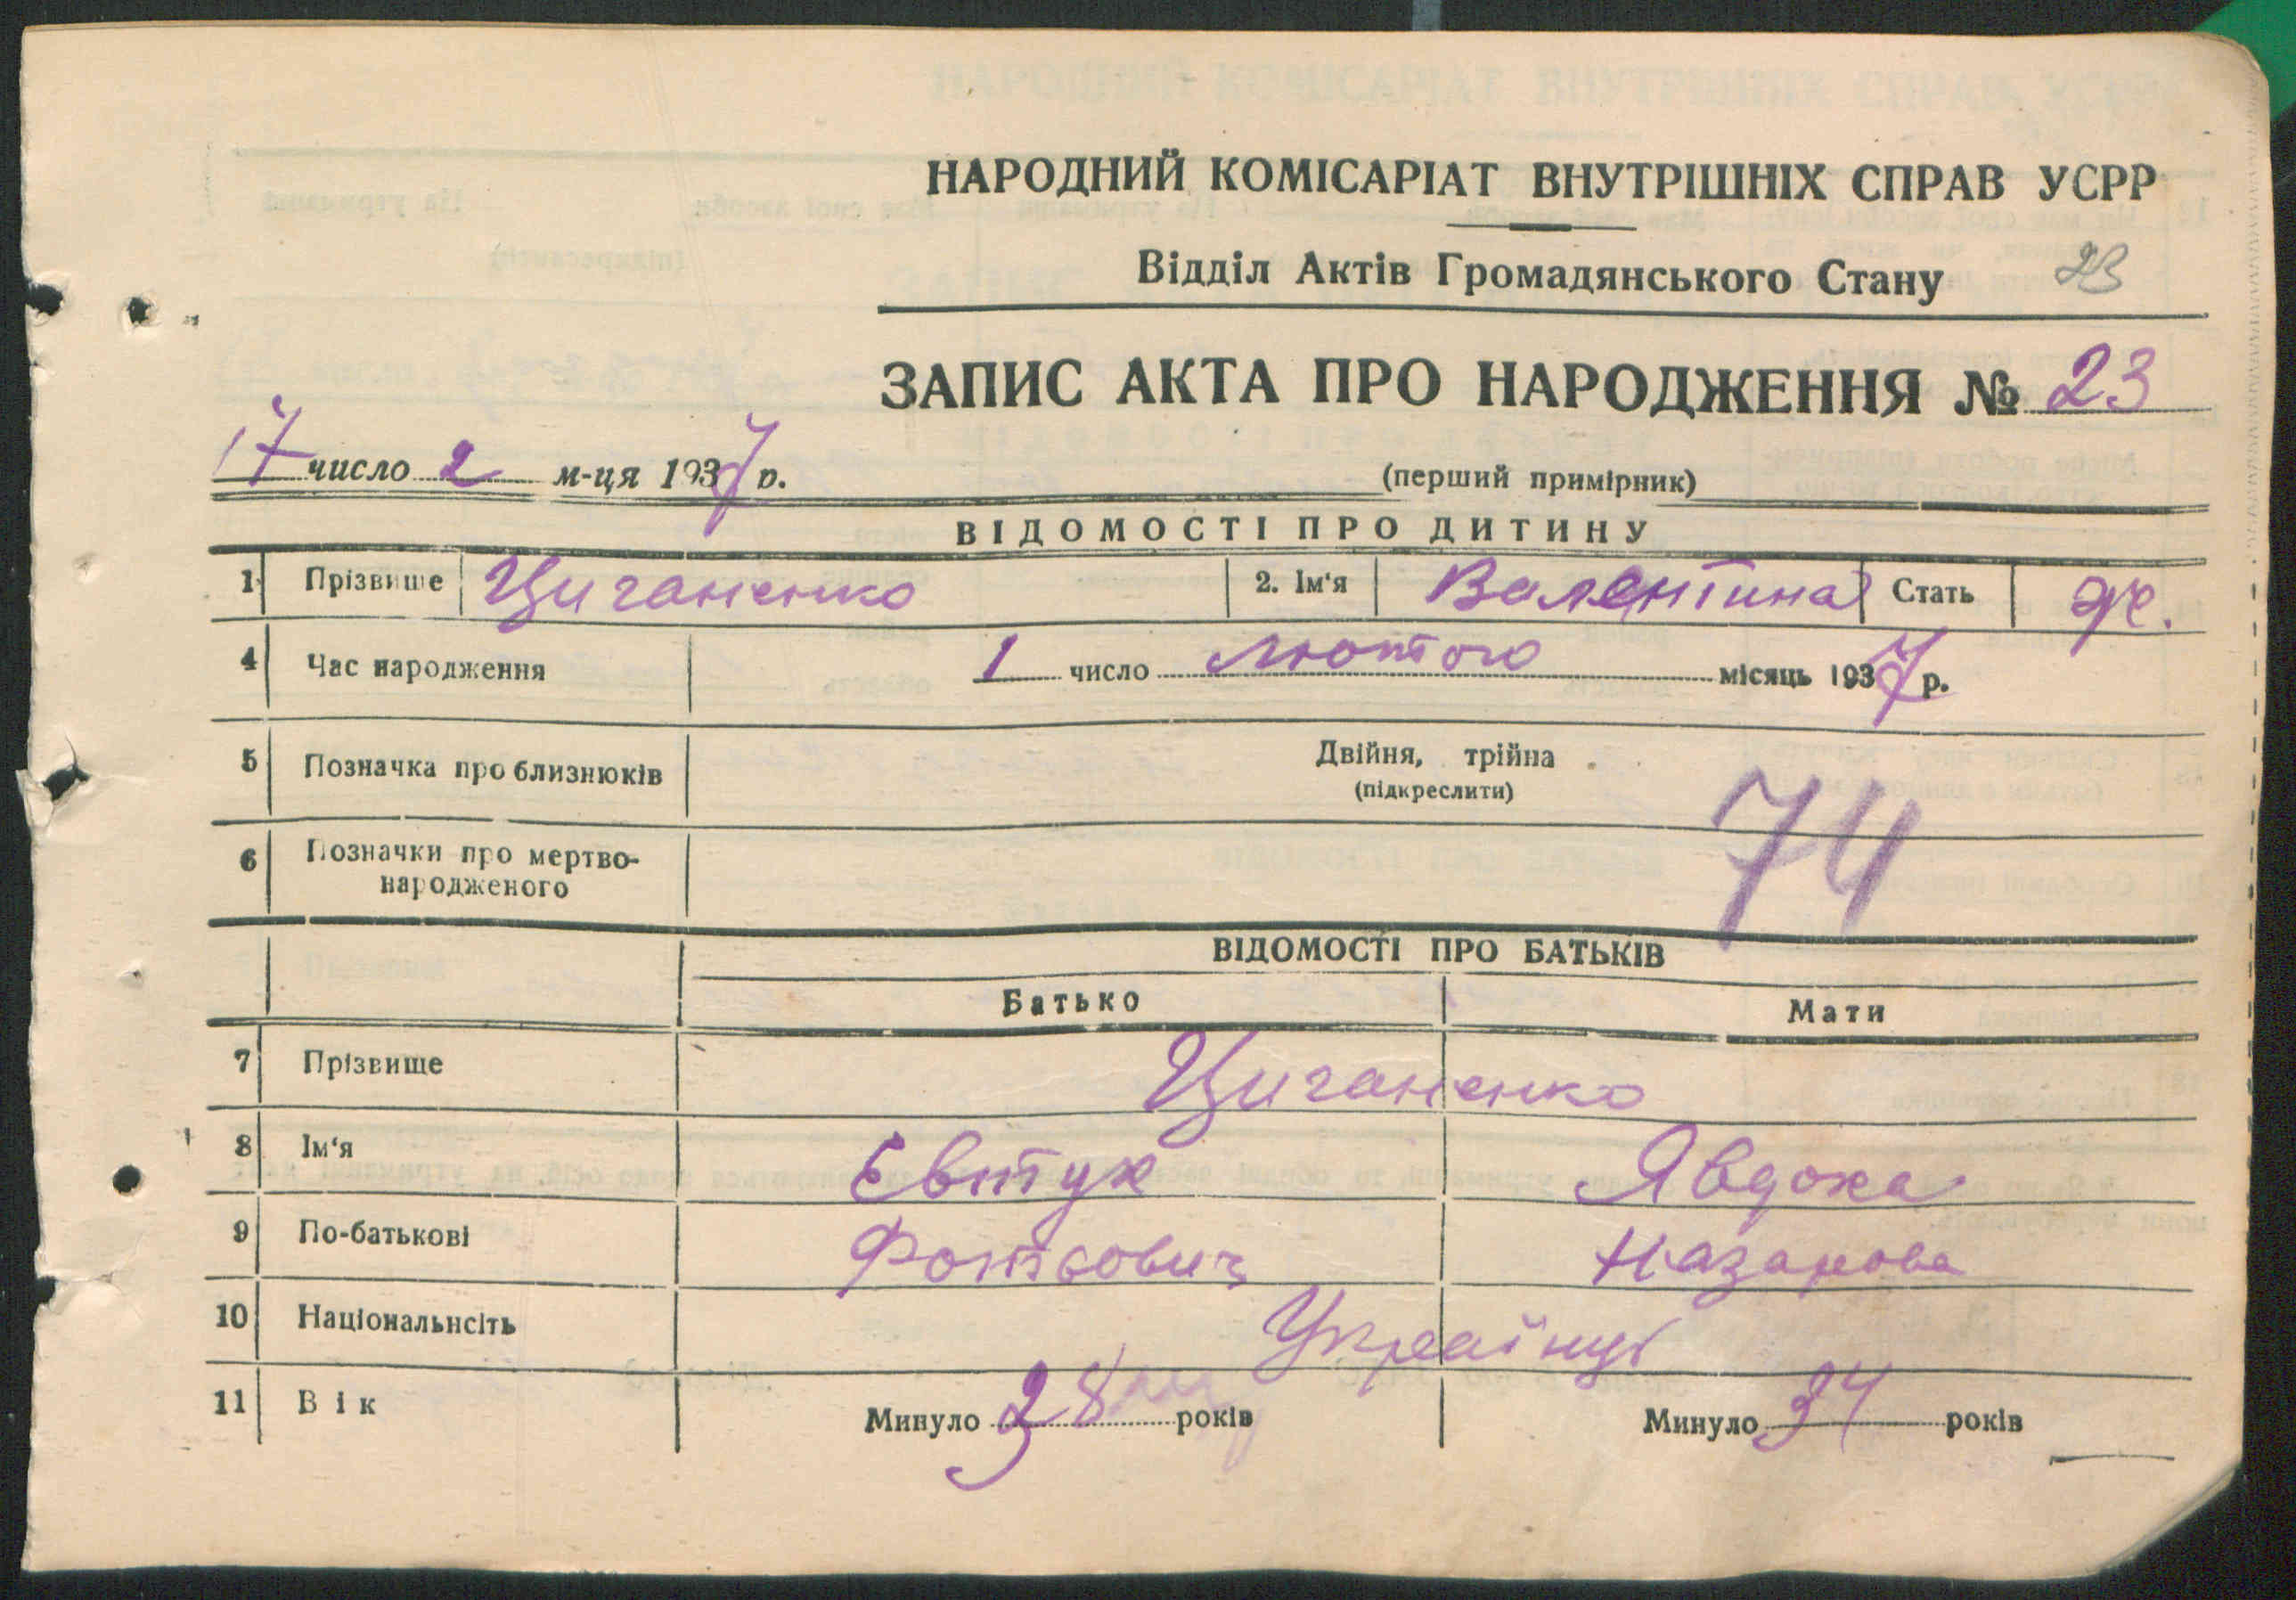 НАРОДНИЙ КОМІСАРІАТ ВНУТРІШНІХ СПРАВ УСРР
Відділ Актів Громадянського Стану 23
ЗАПИС АКТА ПРО НАРОДЖЕННЯ № 23
17 число 2 м-ця 1937 р.
(перший примірник)
ВІДОМОСТІ ПРО ДИТИНУ
1 Прізвище Циганенко 2. Ім'я Валентина Стать же.
4 Час народження 1 число лютого місяць 1937 р.
5 Позначка про близнюків Двійня, трійна
(підкреслити)
74
6 Позначки про мертво-
народженого
ВІДОМОСТІ ПРО БАТЬКІВ
Батько Мати
7 Прізвище Циганенко
8 Ім'я Євтух Явдоха
9 По-батькові Фотьович Назарова
10 Національнсіть Українці
11 Вік Минуло 38 років Минуло 34 років